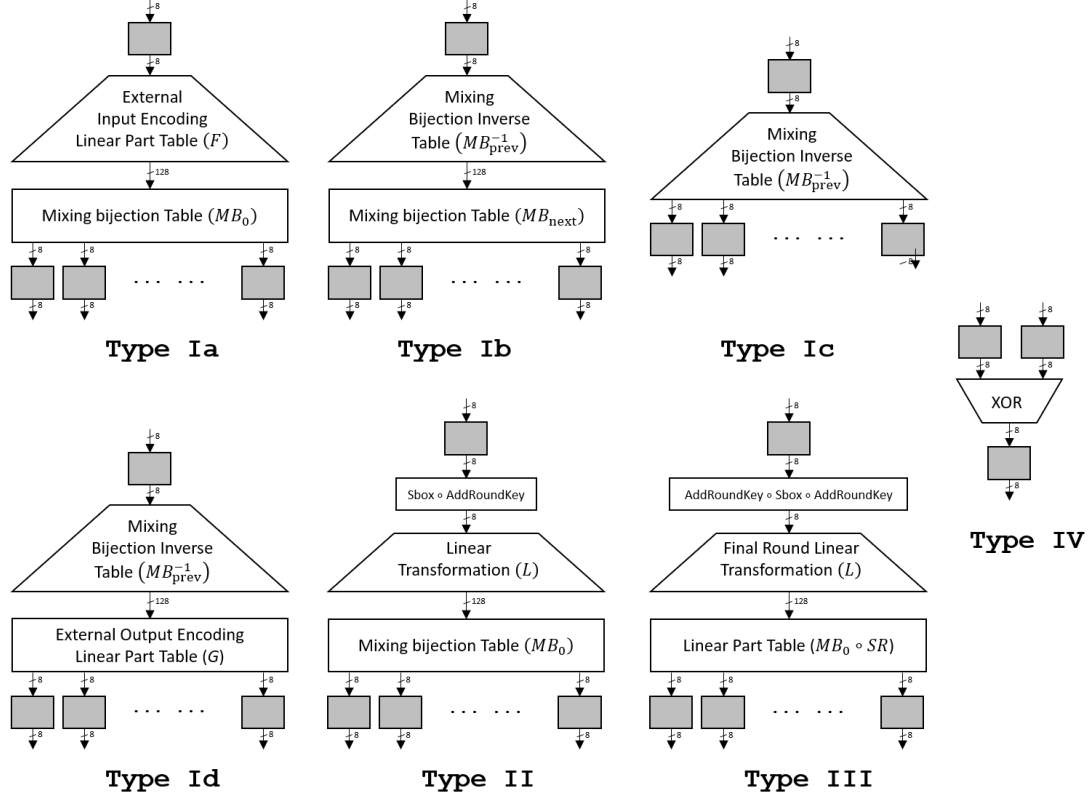 8
8
External
Input Encoding
Linear Part Table (F)
128
Mixing bijection Table (MB₀)
8 8 8
··· ···
8 8 8
Type Ia
8
8
Mixing
Bijection Inverse
Table (MB⁻¹prev)
128
Mixing bijection Table (MBnext)
8 8 8
··· ···
8 8 8
Type Ib
8
8
Mixing
Bijection Inverse
Table (MB⁻¹prev)
8 8 8
··· ···
8 8 8
Type Ic
8
8
Mixing
Bijection Inverse
Table (MB⁻¹prev)
128
External Output Encoding
Linear Part Table (G)
8 8 8
··· ···
8 8 8
Type Id
8
8
Sbox ∘ AddRoundKey
8
Linear
Transformation (L)
128
Mixing bijection Table (MB₀)
8 8 8
··· ···
8 8 8
Type II
8
8
AddRoundKey ∘ Sbox ∘ AddRoundKey
8
Final Round Linear
Transformation (L)
128
Linear Part Table (MB₀ ∘ SR)
8 8 8
··· ···
8 8 8
Type III
8 8
8 8
XOR
8
8
Type IV